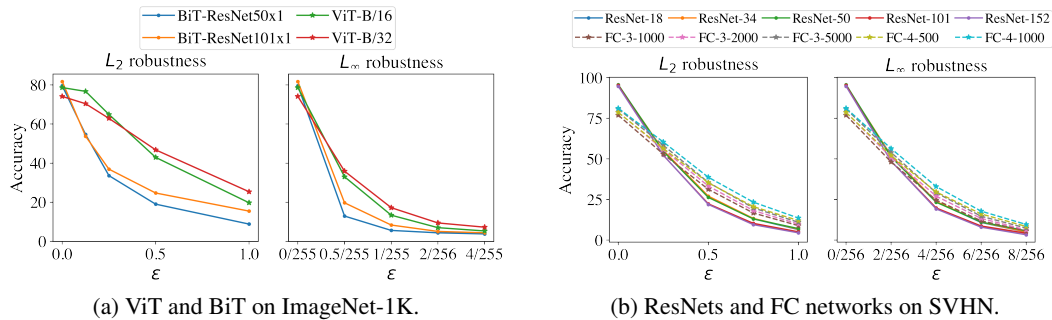 BiT-ResNet50x1 ViT-B/16
BiT-ResNet101x1 ViT-B/32
L₂ robustness L∞ robustness
Accuracy
80
60
40
20
0
0.0 0.5 1.0
ε
0/255 0.5/255 1/255 2/256 4/255
ε
(a) ViT and BiT on ImageNet-1K.
ResNet-18 ResNet-34 ResNet-50 ResNet-101 ResNet-152
FC-3-1000 FC-3-2000 FC-3-5000 FC-4-500 FC-4-1000
L₂ robustness L∞ robustness
Accuracy
100
75
50
25
0
0.0 0.5 1.0
ε
0/256 2/256 4/256 6/256 8/256
ε
(b) ResNets and FC networks on SVHN.